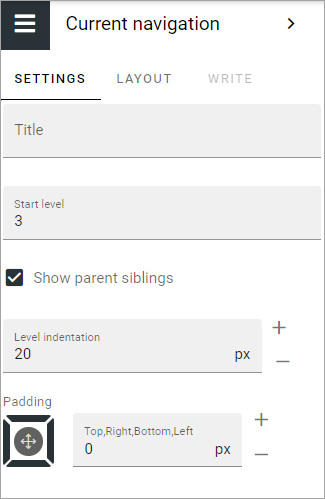 Current navigation
SETTINGS LAYOUT WRITE
Title
Start level
3
Show parent siblings
Level indentation
20 px
Padding
Top,Right,Bottom,Left
0 px